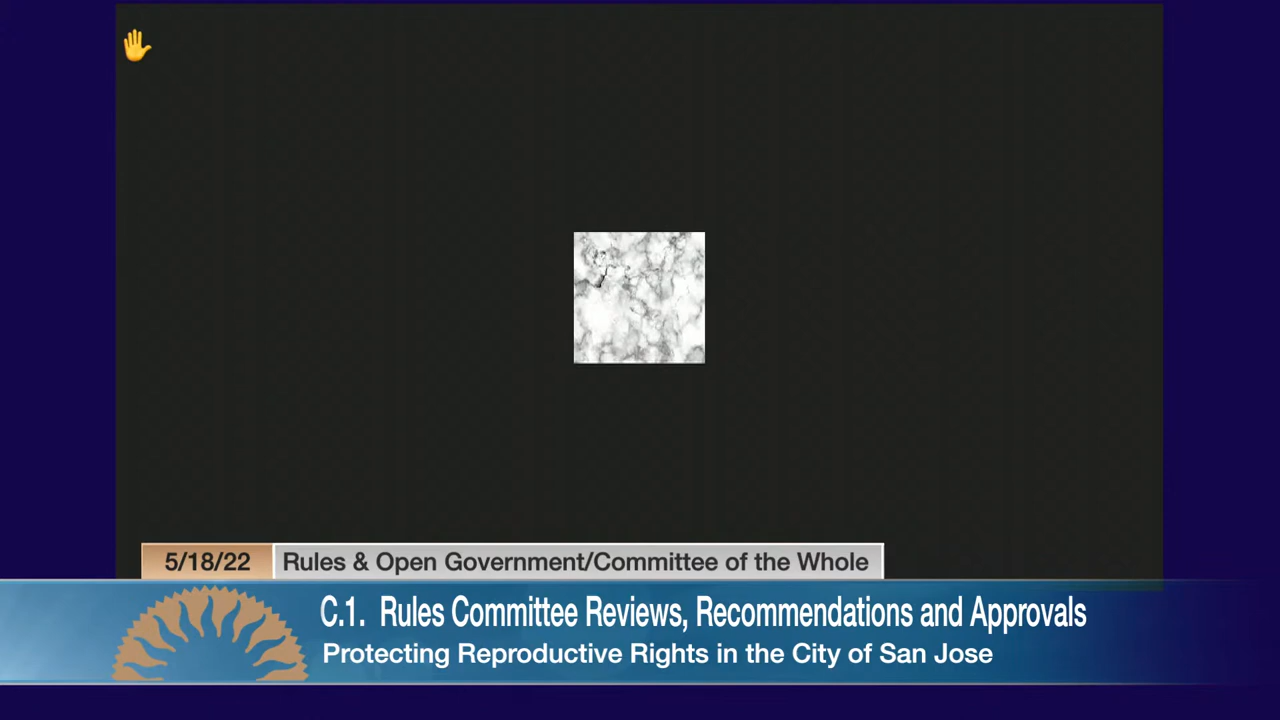 5/18/22
Rules & Open Government/Committee of the Whole
C.1. Rules Committee Reviews, Recommendations and Approvals
Protecting Reproductive Rights in the City of San Jose